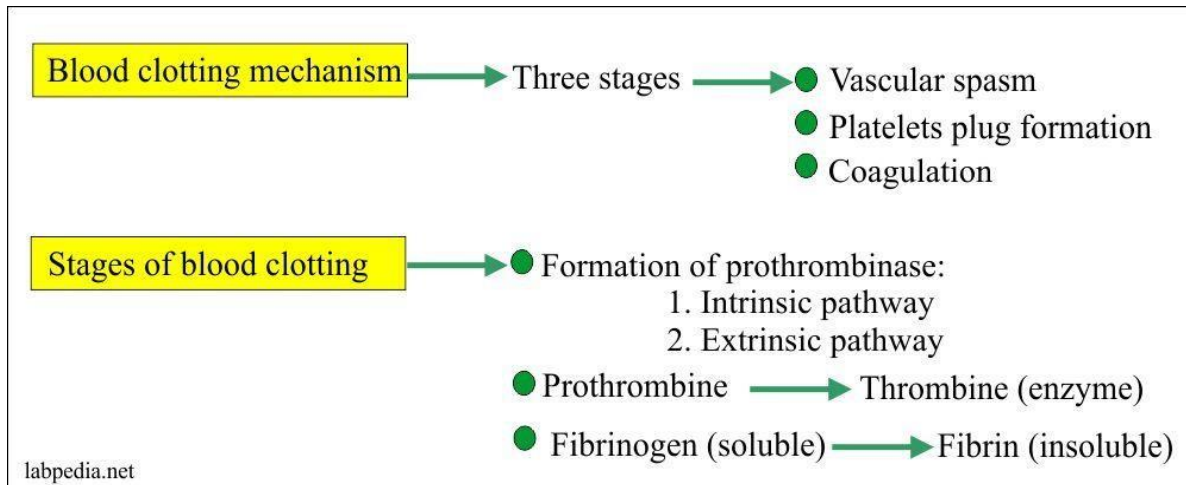 Blood clotting mechanism Three stages Vascular spasm
Platelets plug formation
Coagulation
Stages of blood clotting Formation of prothrombinase:
1. Intrinsic pathway
2. Extrinsic pathway
Prothrombine Thrombine (enzyme)
Fibrinogen (soluble) Fibrin (insoluble)
labpedia.net